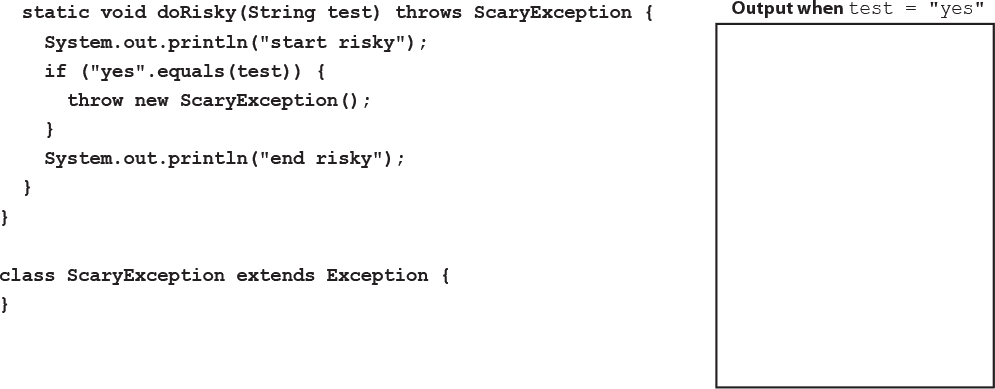 static void doRisky(String test) throws ScaryException {
System.out.println("start risky");
if ("yes".equals(test)) {
throw new ScaryException();
}
System.out.println("end risky");
}
}
class ScaryException extends Exception {
}
Output when test = "yes"